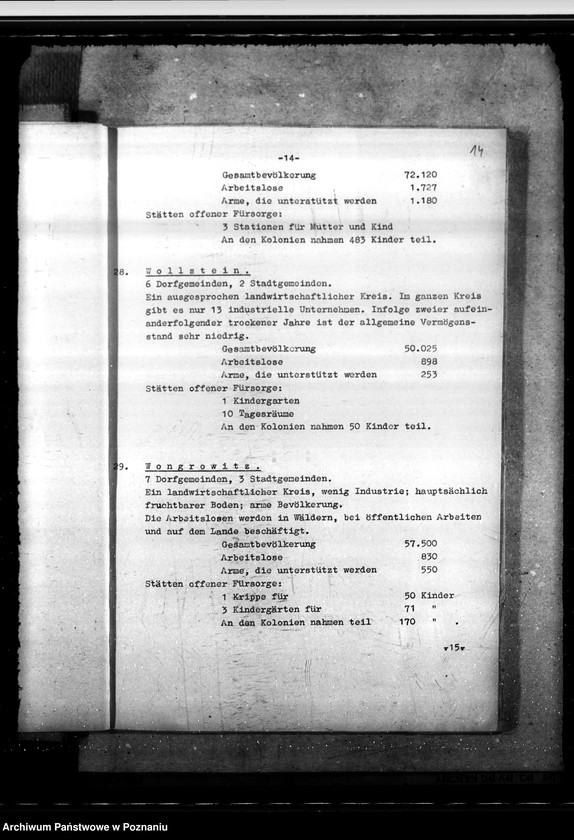 -14-
14
Gesamtbevölkerung 72.120
Arbeitslose 1.727
Arme, die unterstützt werden 1.180
Stätten offener Fürsorge:
3 Stationen für Mutter und Kind
An den Kolonien nahmen 483 Kinder teil.
28. Wollstein.
6 Dorfgemeinden, 2 Stadtgemeinden.
Ein ausgesprochen landwirtschaftlicher Kreis. Im ganzen Kreis
gibt es nur 13 industrielle Unternehmen. Infolge zweier aufein-
anderfolgender trockener Jahre ist der allgemeine Vermögens-
stand sehr niedrig.
Gesamtbevölkerung 50.025
Arbeitslose 898
Arme, die unterstützt werden 253
Stätten offener Fürsorge:
1 Kindergarten
10 Tagesräume
An den Kolonien nahmen 50 Kinder teil.
29. Wongrowitz.
7 Dorfgemeinden, 3 Stadtgemeinden.
Ein landwirtschaftlicher Kreis, wenig Industrie; hauptsächlich
fruchtbarer Boden; arme Bevölkerung.
Die Arbeitslosen werden in Wäldern, bei öffentlichen Arbeiten
und auf dem Lande beschäftigt.
Gesamtbevölkerung 57.500
Arbeitslose 830
Arme, die unterstützt werden 550
Stätten offener Fürsorge:
1 Krippe für 50 Kinder
3 Kindergärten für 71 "
An den Kolonien nahmen teil 170 " .
-15-
Archiwum Państwowe w Poznaniu